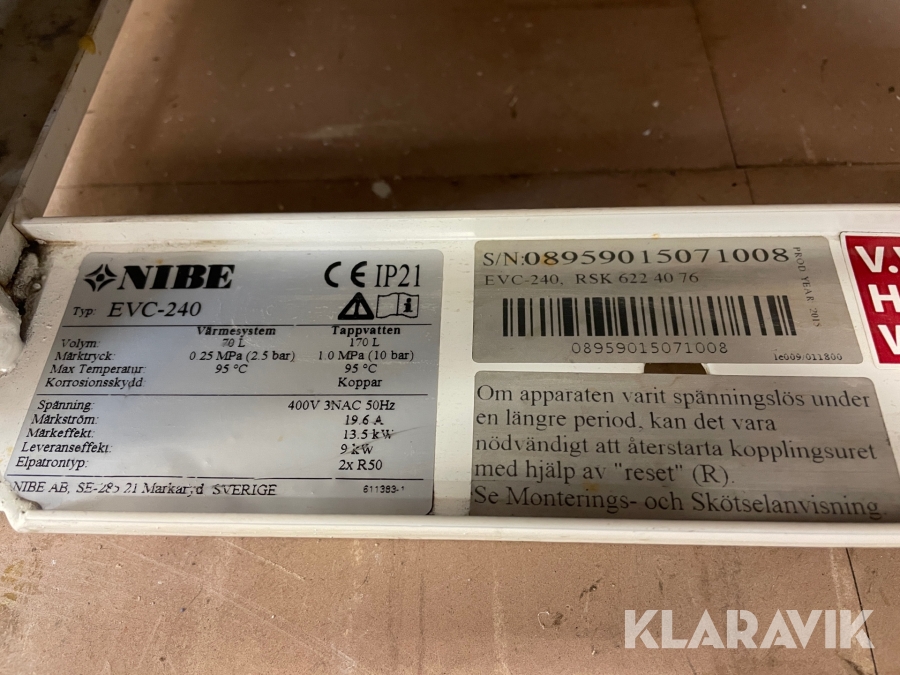 NIBE
CE IP21
Typ: EVC-240
Värmesystem Tappvatten
Volym: 70 L 170 L
Märktryck: 0.25 MPa (2.5 bar) 1.0 MPa (10 bar)
Max Temperatur: 95 °C 95 °C
Korrosionsskydd: Koppar
Spänning: 400V 3NAC 50Hz
Märkström: 19.6 A
Märkeffekt: 13.5 kW
Leveranseffekt: 9 kW
Elpatrontyp: 2x R50
NIBE AB, SE-285 21 Markaryd SVERIGE 611383-1
S/N:08959015071008
EVC-240, RSK 622 40 76
08959015071008
1e009/011800
PROD YEAR:
Om apparaten varit spänningslös under
en längre period, kan det vara
nödvändigt att återstarta kopplingsuret
med hjälp av "reset" (R).
Se Monterings- och Skötselanvisning
KLARAVIK